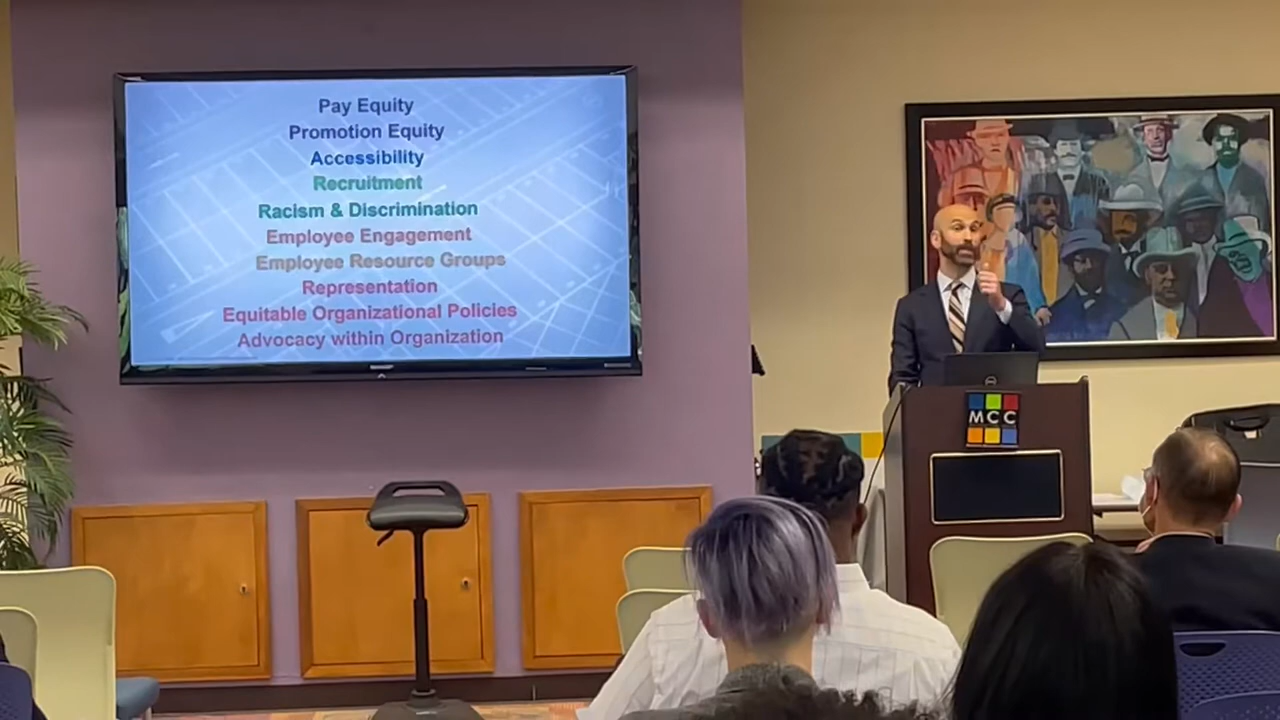 Pay Equity
Promotion Equity
Accessibility
Recruitment
Racism & Discrimination
Employee Engagement
Employee Resource Groups
Representation
Equitable Organizational Policies
Advocacy within Organization
MCC